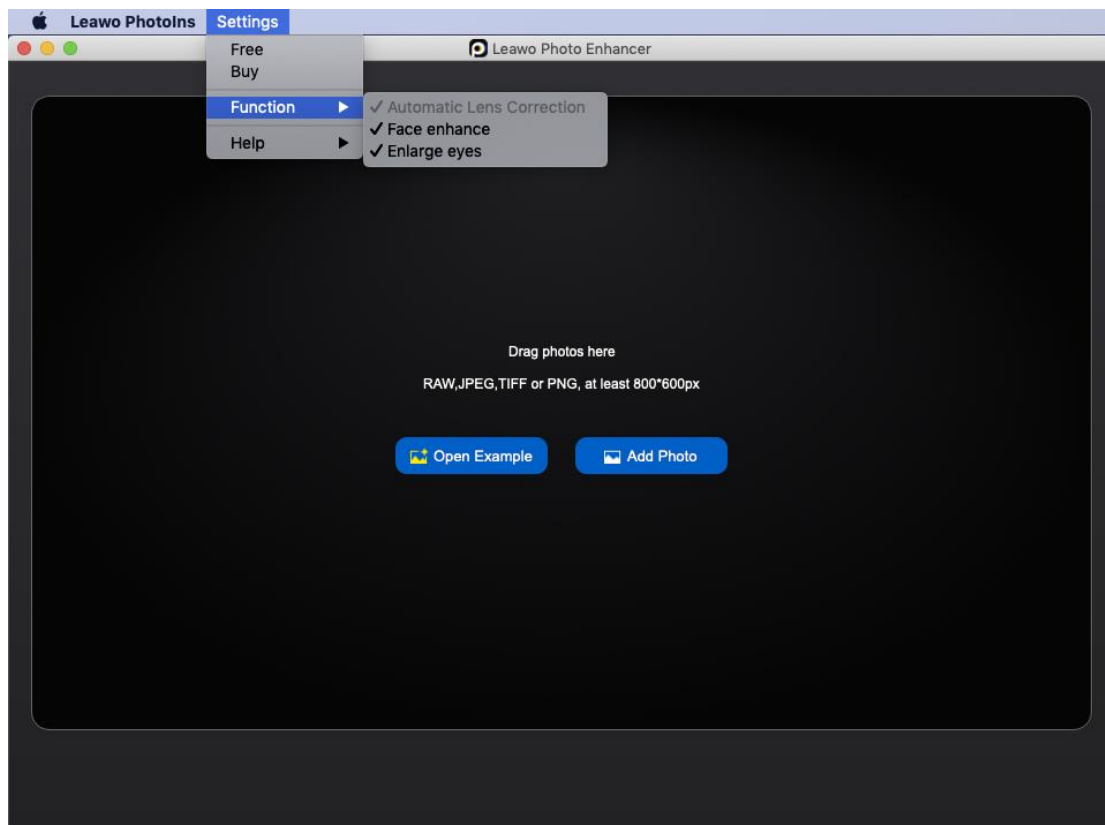 Leawo PhotoIns Settings
Leawo Photo Enhancer
Free
Buy
Function
Help
Automatic Lens Correction
Face enhance
Enlarge eyes
Drag photos here
RAW,JPEG,TIFF or PNG, at least 800*600px
Open Example
Add Photo